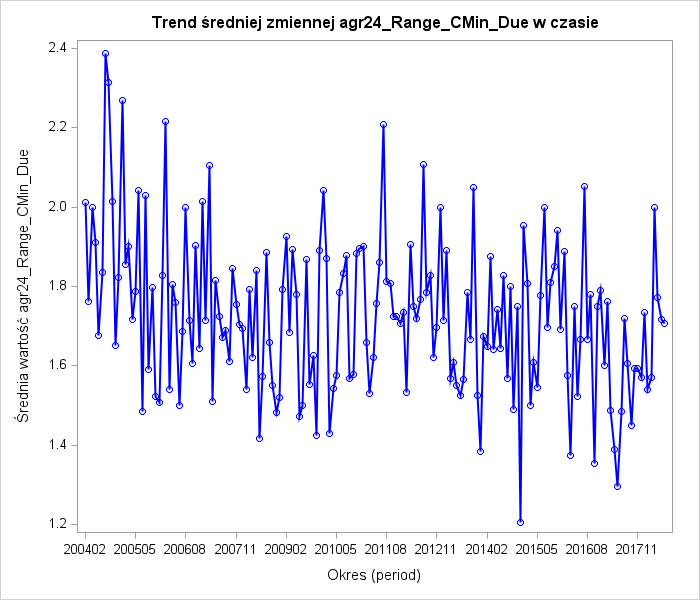 Trend średniej zmiennej agr24_Range_CMin_Due w czasie
Średnia wartość agr24_Range_CMin_Due
2.4
2.2
2.0
1.8
1.6
1.4
1.2
200402 200505 200608 200711 200902 201005 201108 201211 201402 201505 201608 201711
Okres (period)